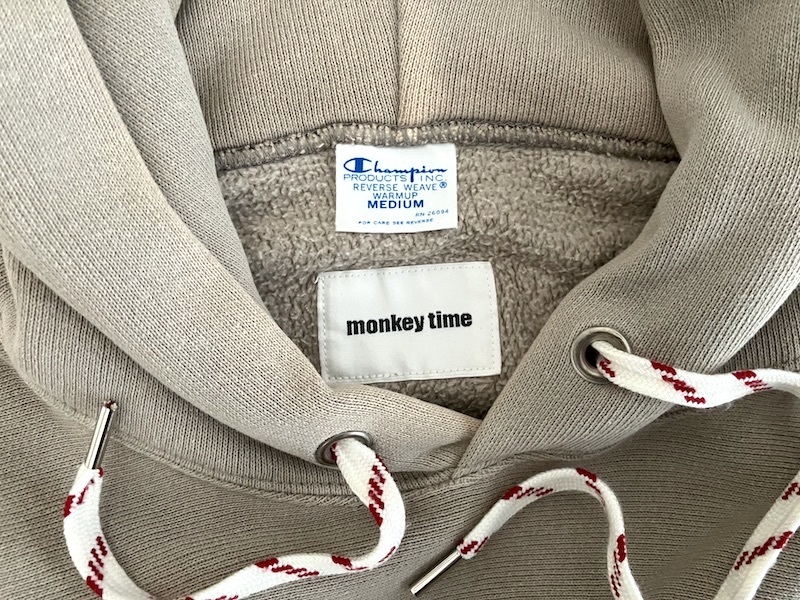 Champion
PRODUCTS INC.
REVERSE WEAVE®
WARMUP
MEDIUM
RN 26094
FOR CARE SEE REVERSE
monkey time